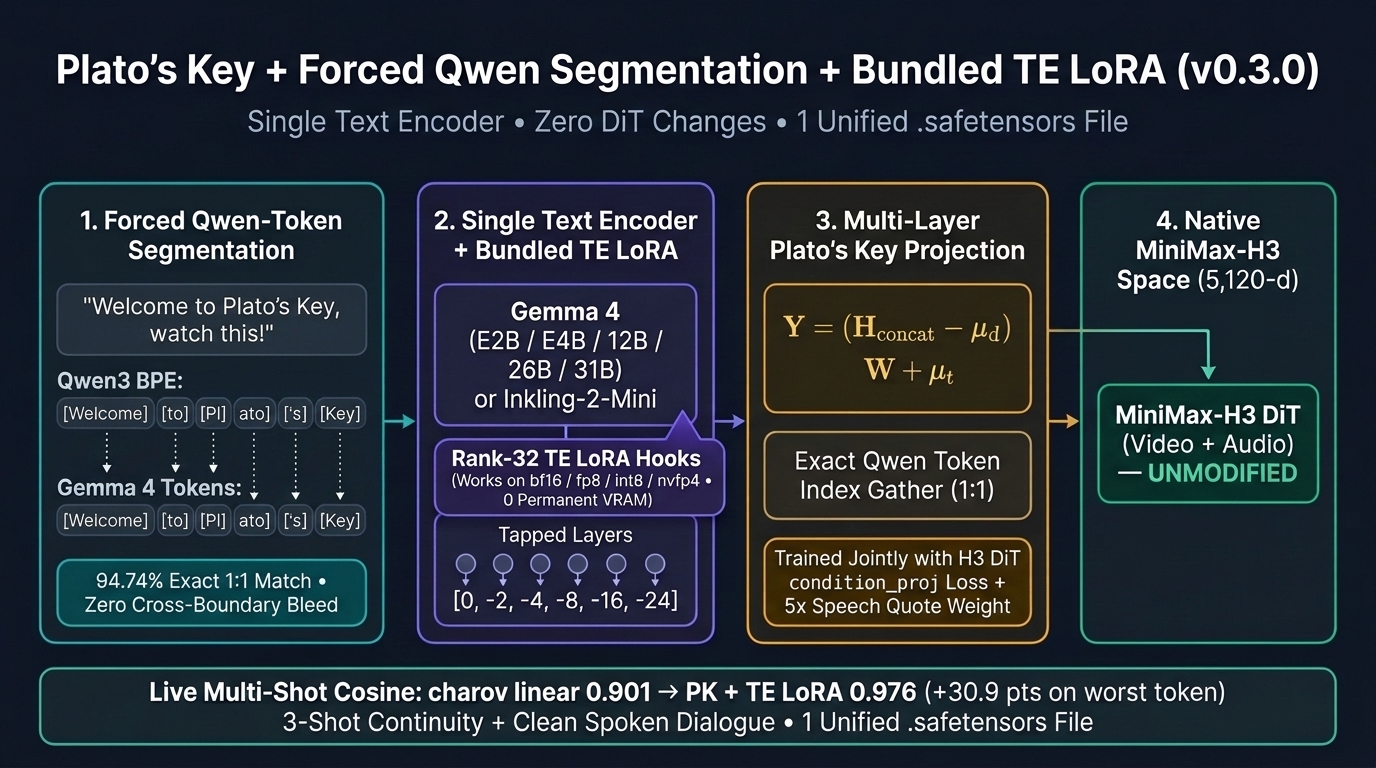 Plato's Key + Forced Qwen Segmentation + Bundled TE LoRA (v0.3.0)
Single Text Encoder • Zero DiT Changes • 1 Unified .safetensors File
1. Forced Qwen-Token
Segmentation
"Welcome to Plato's Key,
watch this!"
Qwen3 BPE:
[Welcome] [to] [Pl] ato] ['s] [Key]
Gemma 4 Tokens:
[Welcome] [to] [Pl] ato] ['s] [Key]
94.74% Exact 1:1 Match •
Zero Cross-Boundary Bleed
2. Single Text Encoder
+ Bundled TE LoRA
Gemma 4
(E2B / E4B / 12B /
26B / 31B)
or Inkling-2-Mini
Rank-32 TE LoRA Hooks
(Works on bf16 / fp8 / int8 / nvfp4 •
0 Permanent VRAM)
Tapped Layers
[0, -2, -4, -8, -16, -24]
3. Multi-Layer
Plato's Key Projection
Y = (H_concat − μ_d)
W + μ_t
Exact Qwen Token
Index Gather (1:1)
Trained Jointly with H3 DiT
condition_proj Loss +
5x Speech Quote Weight
4. Native
MiniMax-H3
Space (5,120-d)
MiniMax-H3 DiT
(Video + Audio)
— UNMODIFIED
Live Multi-Shot Cosine: charov linear 0.901 → PK + TE LoRA 0.976 (+30.9 pts on worst token)
3-Shot Continuity + Clean Spoken Dialogue • 1 Unified .safetensors File